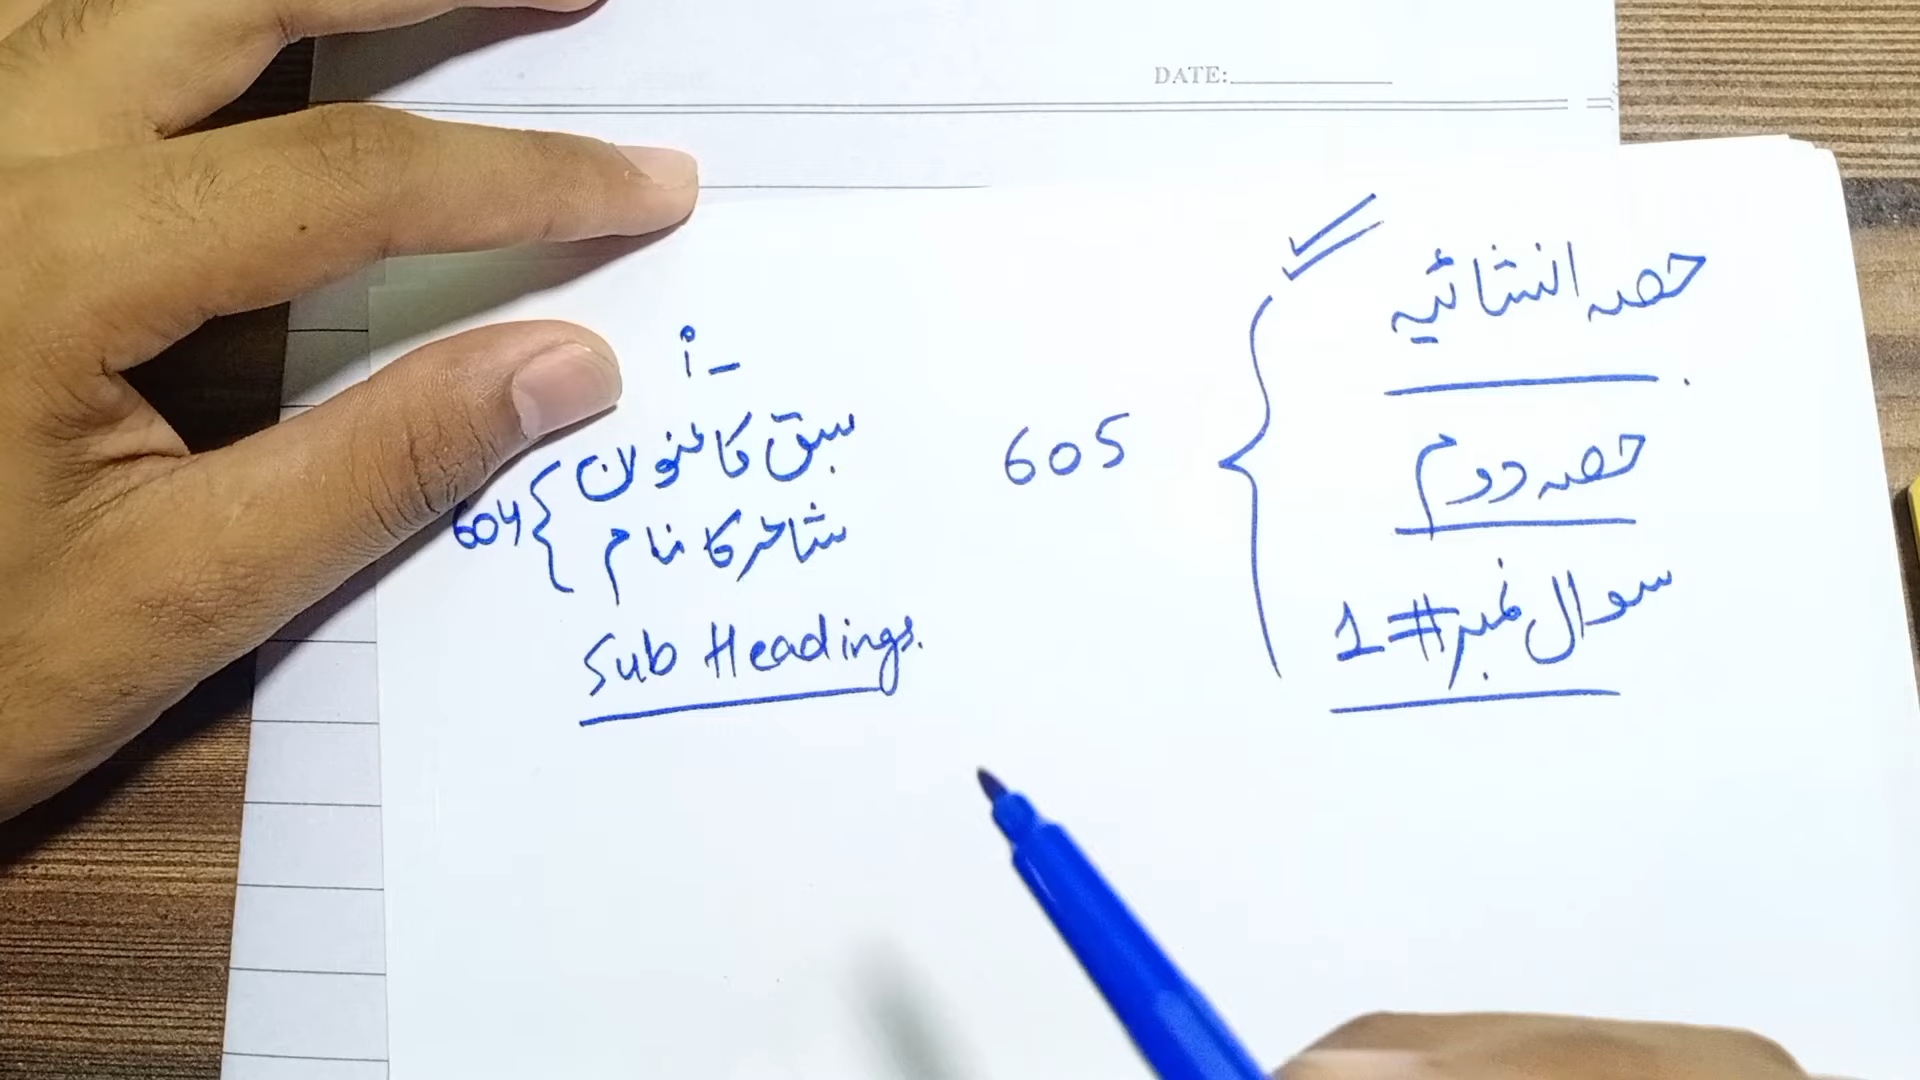 DATE:
حصہ انشائیہ
حصہ دوم
سوال نمبر # 1
605
i -
سبق کا عنوان
شاعر کا نام
604
Sub Headings.